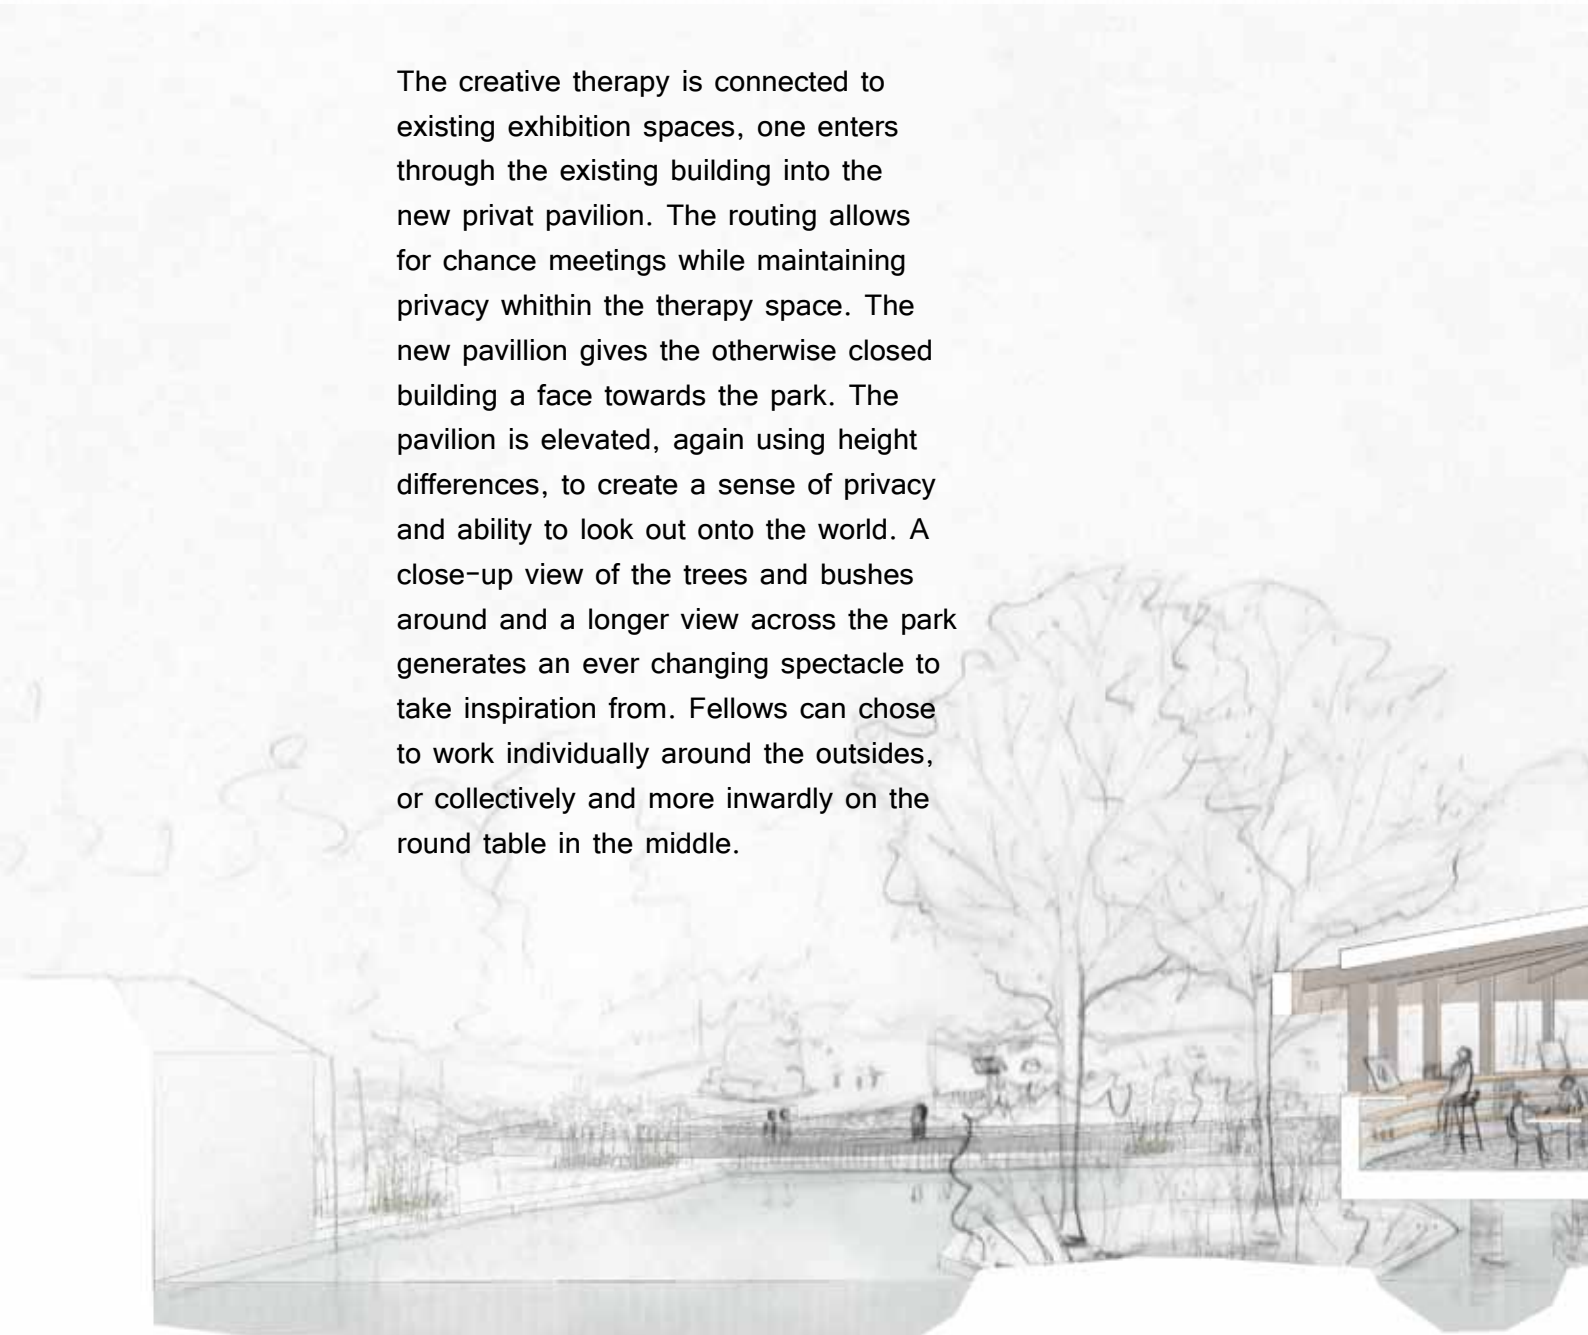 The creative therapy is connected to
existing exhibition spaces, one enters
through the existing building into the
new privat pavilion. The routing allows
for chance meetings while maintaining
privacy whithin the therapy space. The
new pavillion gives the otherwise closed
building a face towards the park. The
pavilion is elevated, again using height
differences, to create a sense of privacy
and ability to look out onto the world. A
close-up view of the trees and bushes
around and a longer view across the park
generates an ever changing spectacle to
take inspiration from. Fellows can chose
to work individually around the outsides,
or collectively and more inwardly on the
round table in the middle.